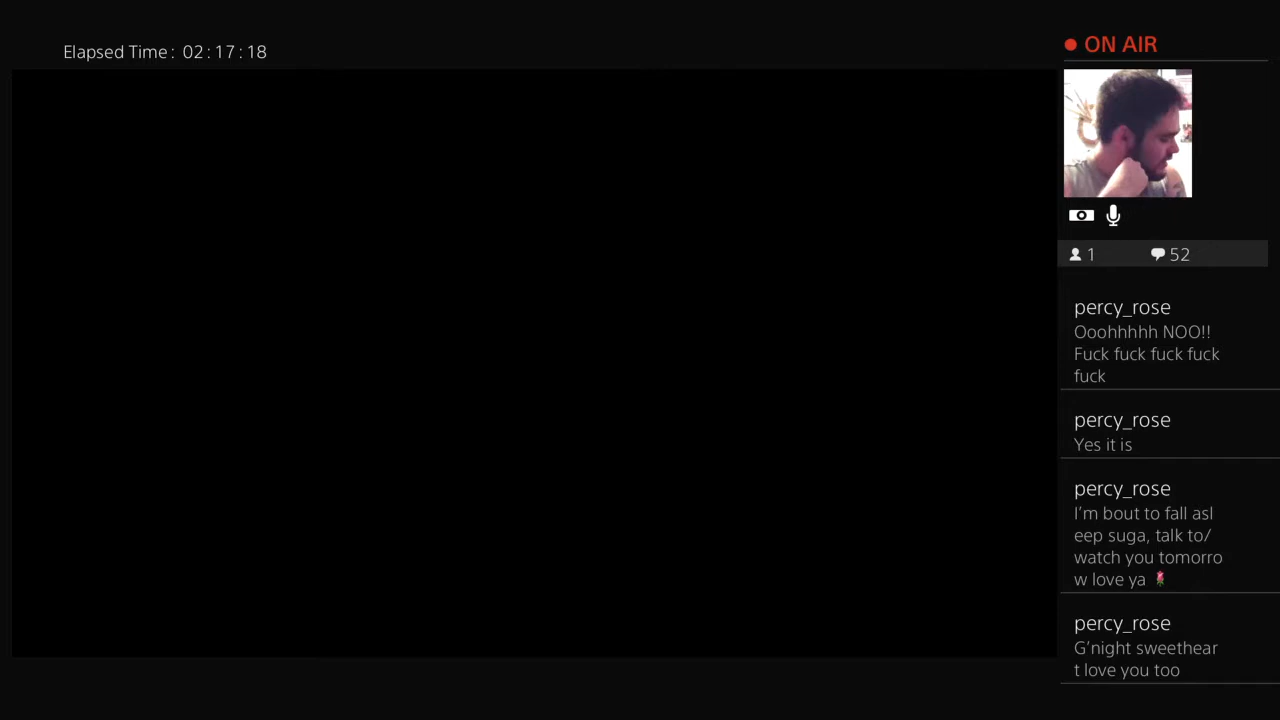 Elapsed Time: 02:17:18
ON AIR
1 52
percy_rose
Ooohhhhh NOO!!
Fuck fuck fuck fuck
fuck
percy_rose
Yes it is
percy_rose
I'm bout to fall asl
eep suga, talk to/
watch you tomorro
w love ya 🌹
percy_rose
G'night sweethear
t love you too